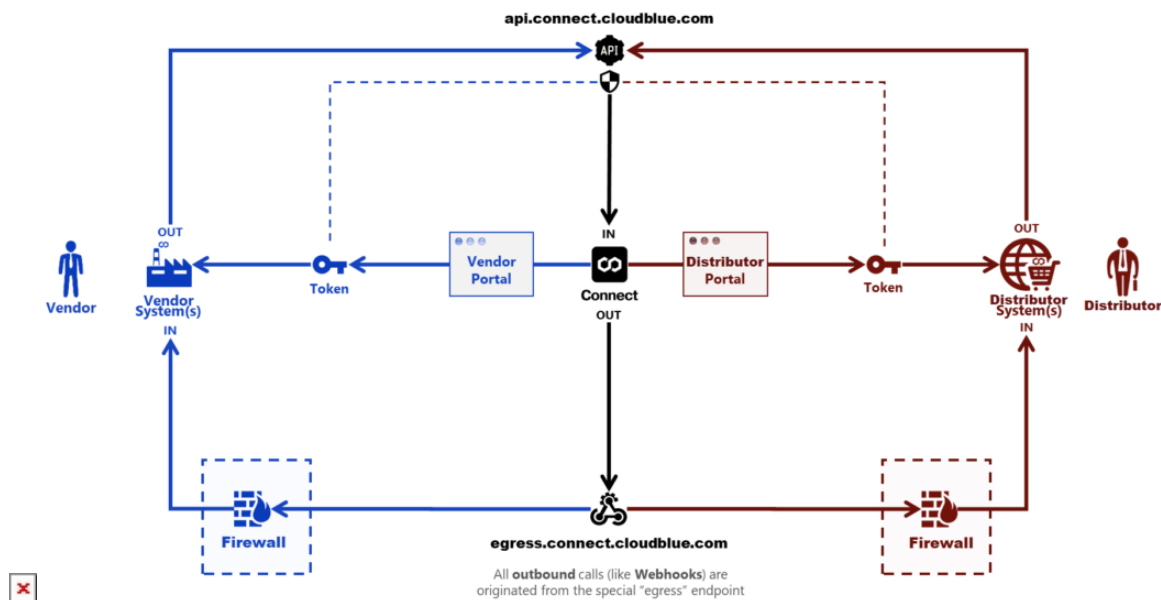 api.connect.cloudblue.com
API
OUT
OUT
IN
Vendor
Portal
Distributor
Portal
Connect
Token
Token
Vendor
Vendor
System(s)
Distributor
System(s)
Distributor
IN
OUT
IN
Firewall
Firewall
egress.connect.cloudblue.com
All outbound calls (like Webhooks) are
originated from the special "egress" endpoint